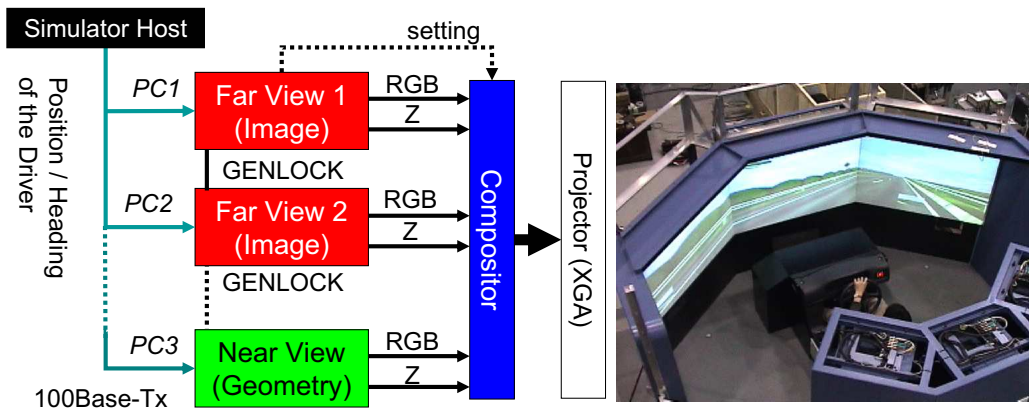 Simulator Host
setting
Position / Heading
of the Driver
PC1
Far View 1
(Image)
RGB
Z
GENLOCK
PC2
Far View 2
(Image)
RGB
Z
GENLOCK
PC3
Near View
(Geometry)
RGB
Z
100Base-Tx
Compositor
Projector (XGA)